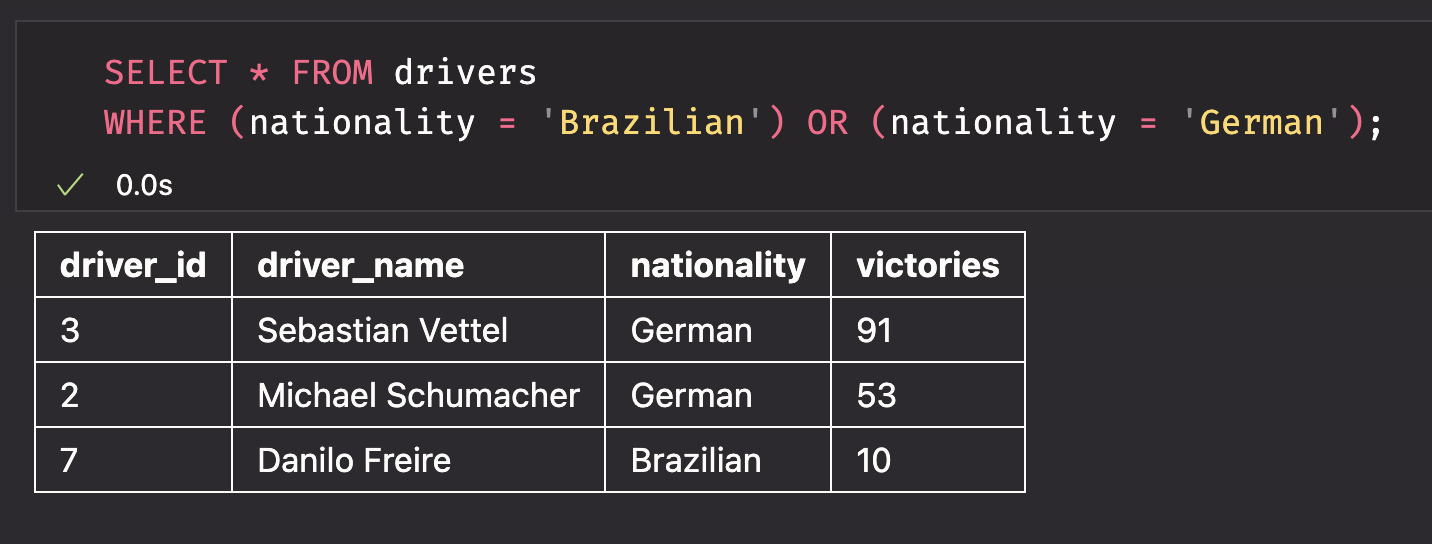 SELECT * FROM drivers
WHERE (nationality = 'Brazilian') OR (nationality = 'German');
✓ 0.0s
driver_id driver_name nationality victories
3 Sebastian Vettel German 91
2 Michael Schumacher German 53
7 Danilo Freire Brazilian 10